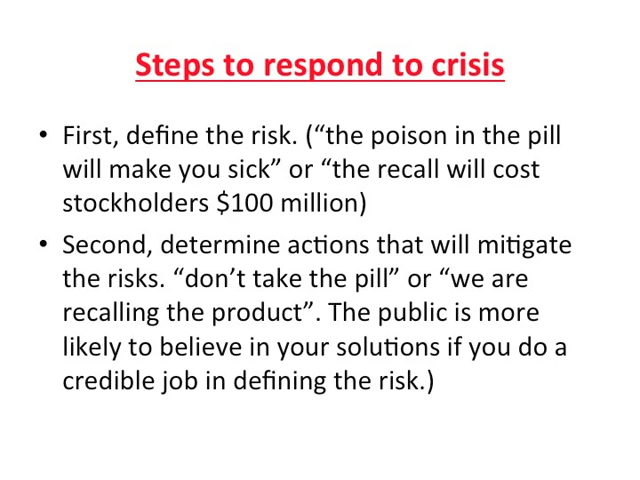 Steps to respond to crisis
• First, define the risk. (“the poison in the pill
will make you sick” or “the recall will cost
stockholders $100 million)
• Second, determine actions that will mitigate
the risks. “don’t take the pill” or “we are
recalling the product”. The public is more
likely to believe in your solutions if you do a
credible job in defining the risk.)